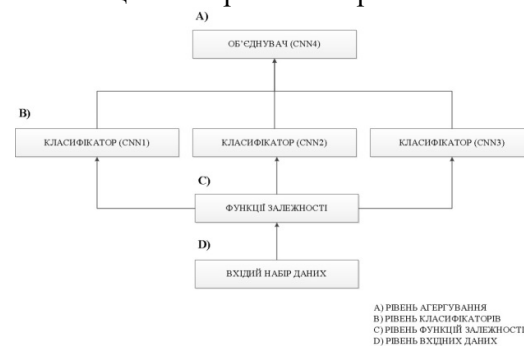 A)
ОБ'ЄДНУВАЧ (CNN4)
B)
КЛАСИФІКАТОР (CNN1)
КЛАСИФІКАТОР (CNN2)
КЛАСИФІКАТОР (CNN3)
C)
ФУНКЦІЇ ЗАЛЕЖНОСТІ
D)
ВХІДИЙ НАБІР ДАНИХ
A) РІВЕНЬ АГЕРГУВАННЯ
B) РІВЕНЬ КЛАСИФІКАТОРІВ
C) РІВЕНЬ ФУНКЦІЙ ЗАЛЕЖНОСТІ
D) РІВЕНЬ ВХІДНИХ ДАНИХ